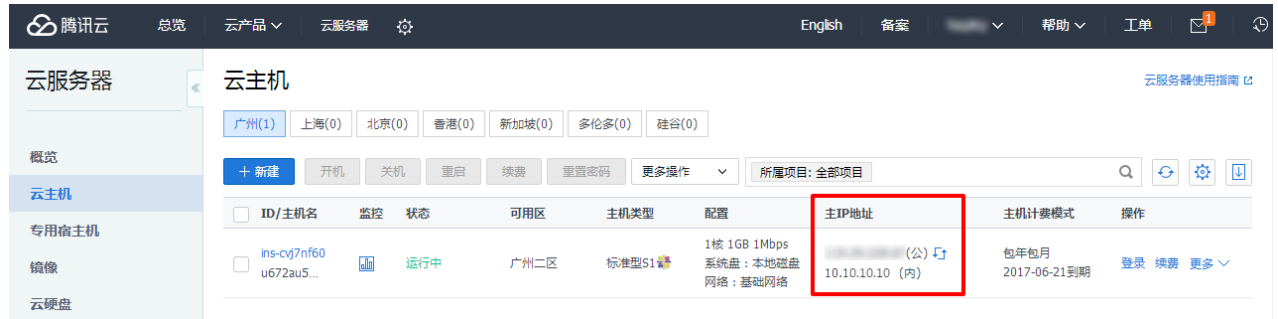 腾讯云 总览 云产品 云服务器 English 备案 帮助 工单 1
云服务器
云主机
云服务器使用指南
广州(1) 上海(0) 北京(0) 香港(0) 新加坡(0) 多伦多(0) 硅谷(0)
概览
+ 新建 开机 关机 重启 续费 重置密码 更多操作 所属项目: 全部项目
云主机
ID/主机名 监控 状态 可用区 主机类型 配置 主IP地址 主机计费模式 操作
专用宿主机
ins-cvj7nf60
u672au5...
运行中
广州二区
标准型S1
1核 1GB 1Mbps
系统盘：本地磁盘
网络：基础网络
(公)
10.10.10.10 (内)
包年包月
2017-06-21到期
登录 续费 更多
镜像
云硬盘